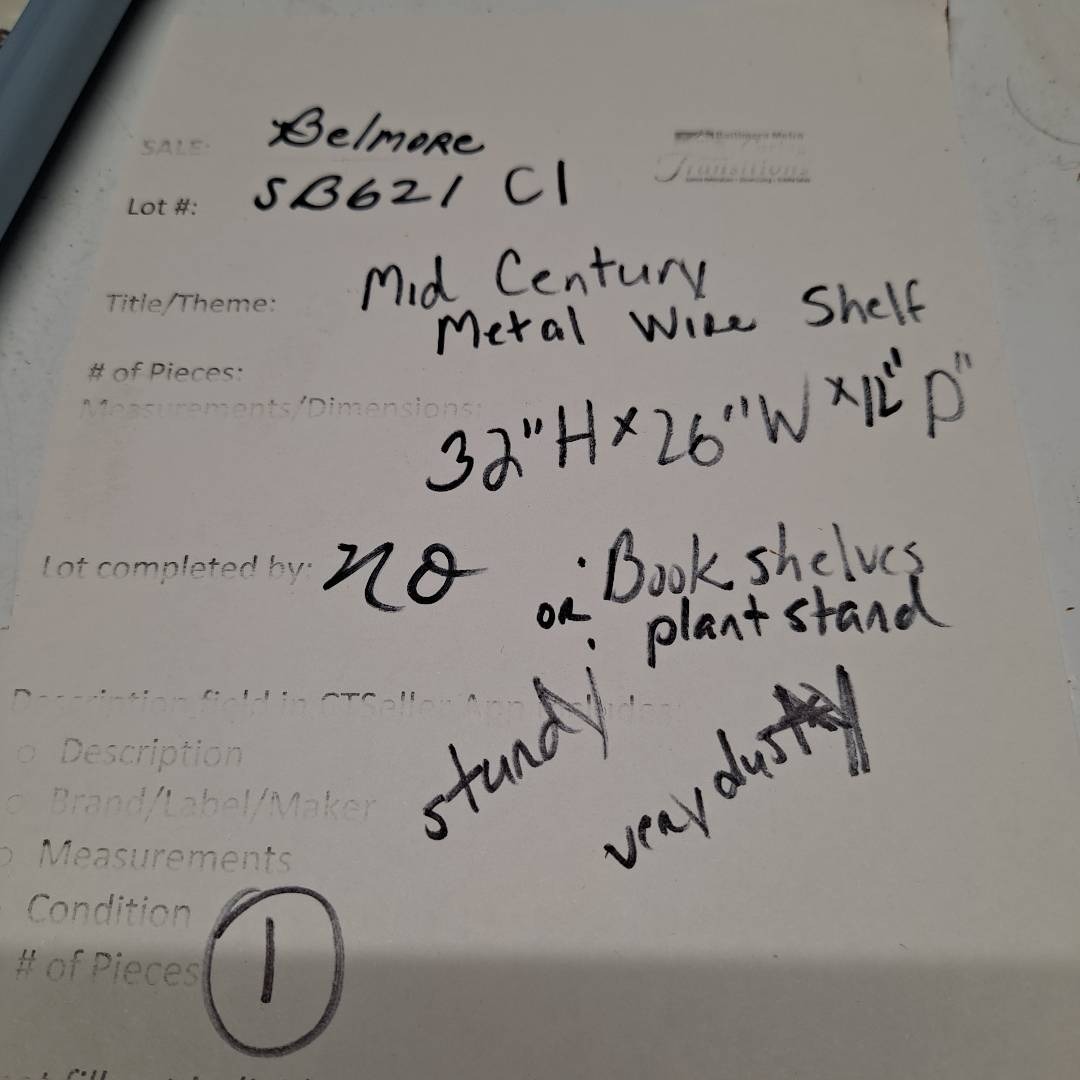 SALE: Belmore
Lot #: SB621 C1
Transitions
Title/Theme: Mid Century
Metal Wire Shelf
# of Pieces:
Measurements/Dimensions:
32"H x 26"W x 12" D"
Lot completed by: no
• Book shelves
OR plant stand
•
sturdy
very dusty
Description field in CTSeller App includes:
o Description
o Brand/Label/Maker
o Measurements
Condition
# of Pieces 1